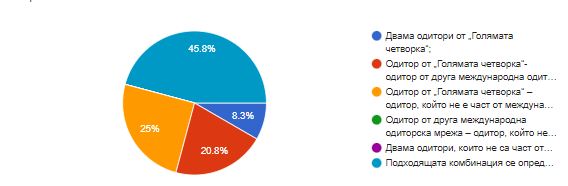 45.8%
8.3%
25%
20.8%
Двама одитори от „Голямата
четворка“;
Одитор от „Голямата четворка“-
одитор от друга международна одит…
Одитор от „Голямата четворка“ –
одитор, който не е част от междуна…
Одитор от друга международна
одиторска мрежа – одитор, който не…
Двама одитори, които не са част от…
Подходящата комбинация се опред…